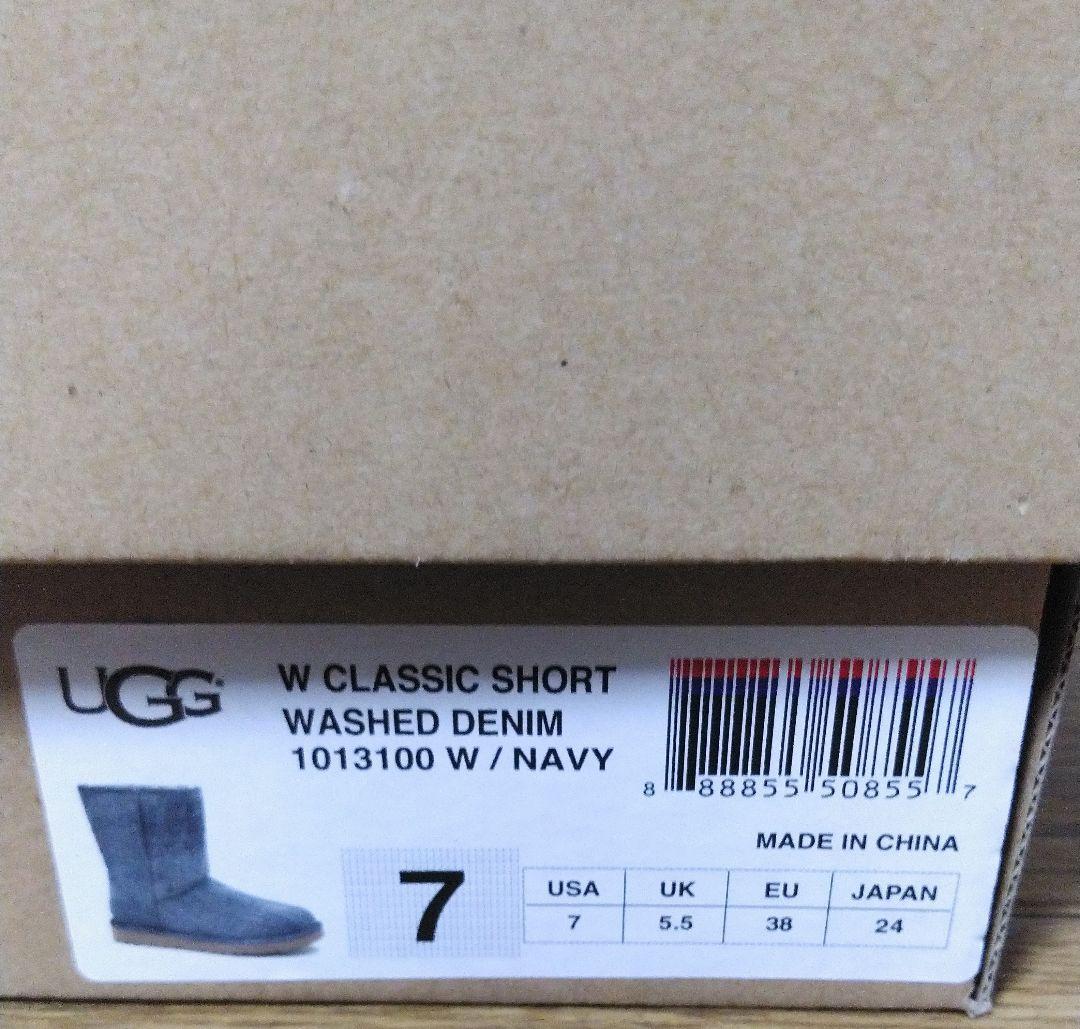 UGG
W CLASSIC SHORT
WASHED DENIM
1013100 W / NAVY
8 88855 50855 7
MADE IN CHINA
7
USA UK EU JAPAN
7 5.5 38 24